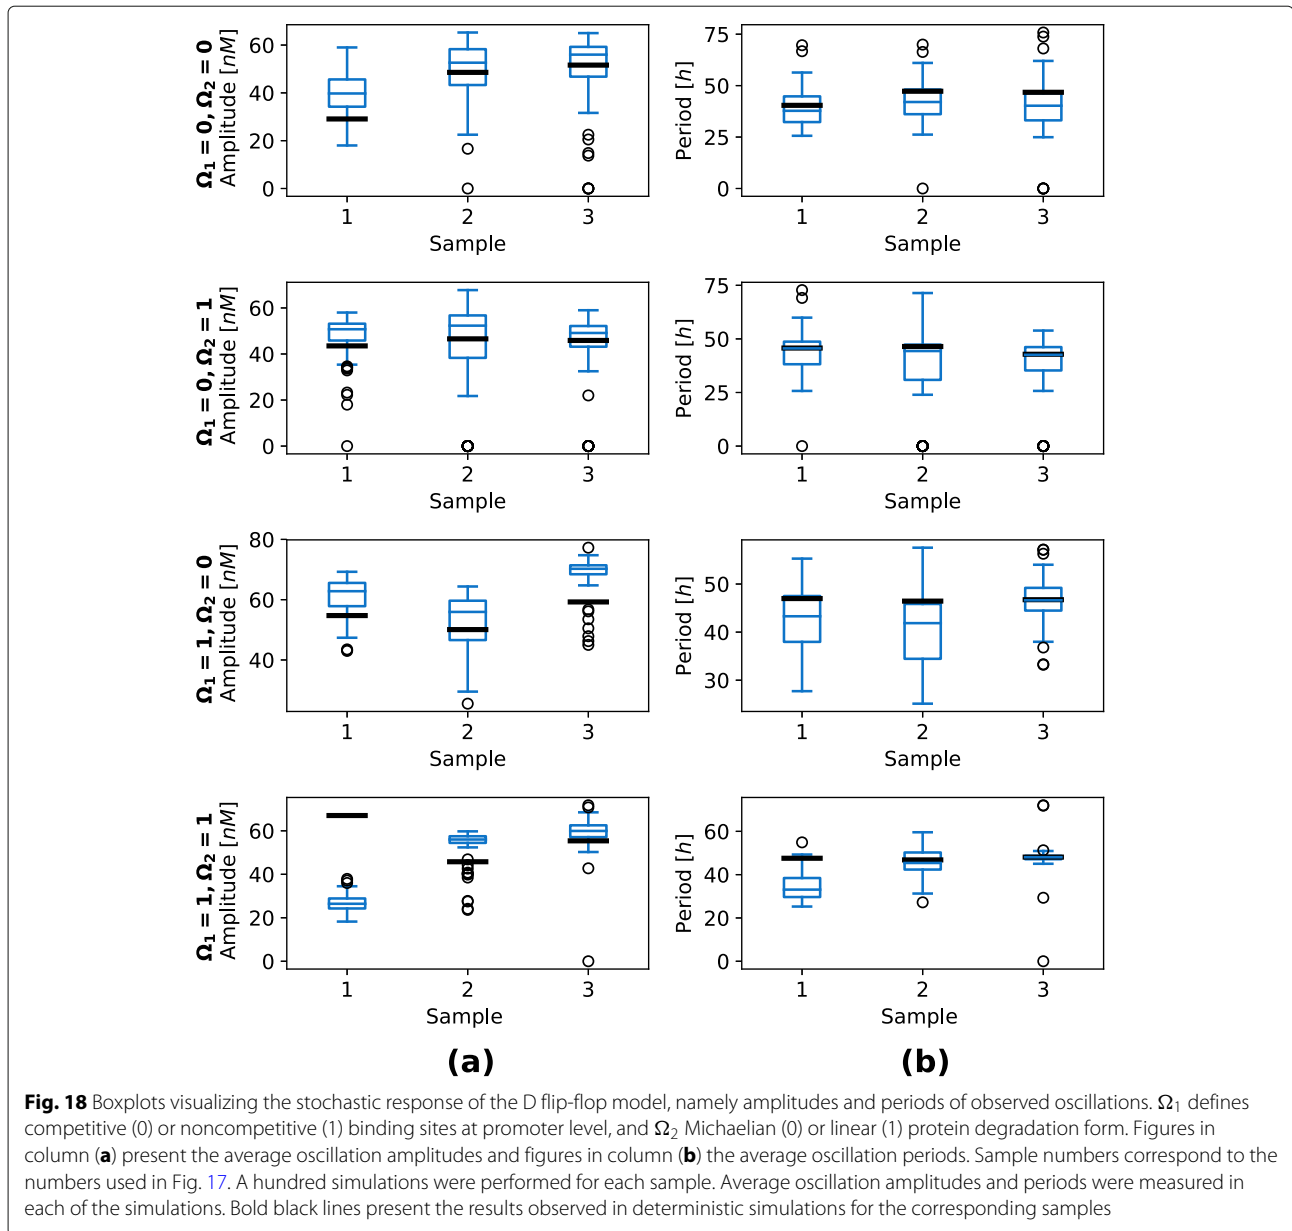 Ω1 = 0, Ω2 = 0
Amplitude [nM]
60
40
20
0
1 2 3
Sample
Period [h]
75
50
25
0
1 2 3
Sample
Ω1 = 0, Ω2 = 1
Amplitude [nM]
60
40
20
0
1 2 3
Sample
Period [h]
75
50
25
0
1 2 3
Sample
Ω1 = 1, Ω2 = 0
Amplitude [nM]
80
60
40
1 2 3
Sample
Period [h]
50
40
30
1 2 3
Sample
Ω1 = 1, Ω2 = 1
Amplitude [nM]
60
40
20
0
1 2 3
Sample
Period [h]
60
40
20
0
1 2 3
Sample
(a)
(b)
Fig. 18 Boxplots visualizing the stochastic response of the D flip-flop model, namely amplitudes and periods of observed oscillations. Ω1 defines
competitive (0) or noncompetitive (1) binding sites at promoter level, and Ω2 Michaelian (0) or linear (1) protein degradation form. Figures in
column (a) present the average oscillation amplitudes and figures in column (b) the average oscillation periods. Sample numbers correspond to the
numbers used in Fig. 17. A hundred simulations were performed for each sample. Average oscillation amplitudes and periods were measured in
each of the simulations. Bold black lines present the results observed in deterministic simulations for the corresponding samples